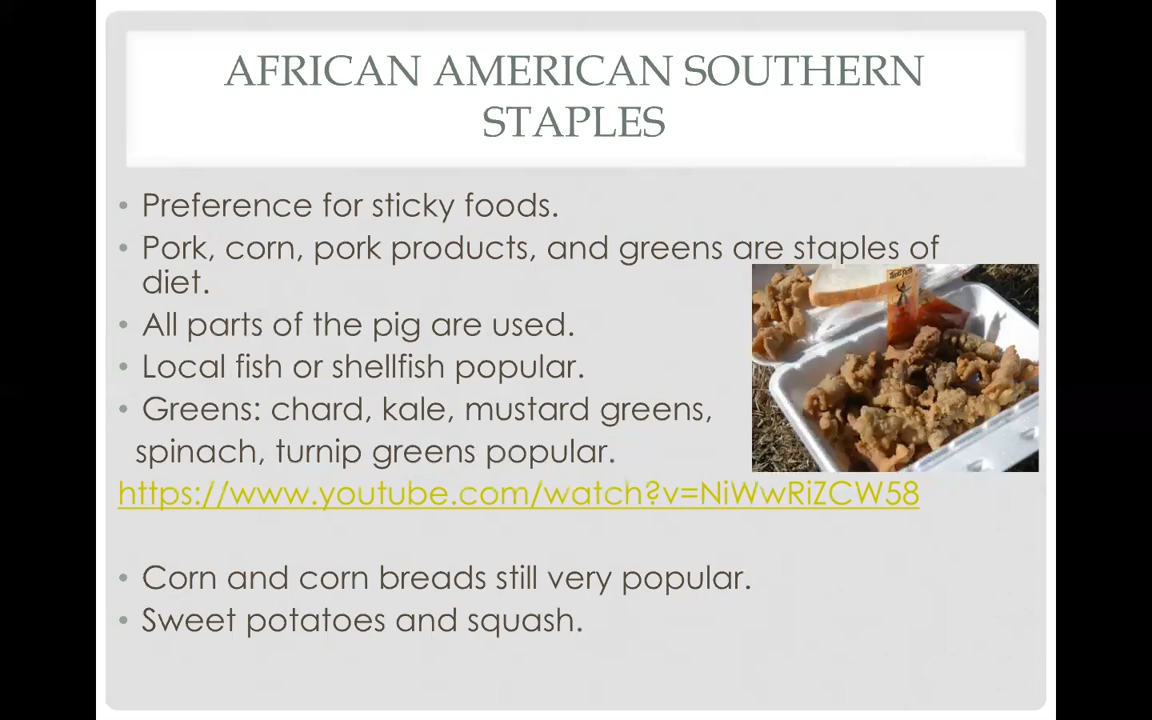 AFRICAN AMERICAN SOUTHERN
STAPLES
• Preference for sticky foods.
• Pork, corn, pork products, and greens are staples of
diet.
• All parts of the pig are used.
• Local fish or shellfish popular.
• Greens: chard, kale, mustard greens,
spinach, turnip greens popular.
https://www.youtube.com/watch?v=NiWwRiZCW58
• Corn and corn breads still very popular.
• Sweet potatoes and squash.